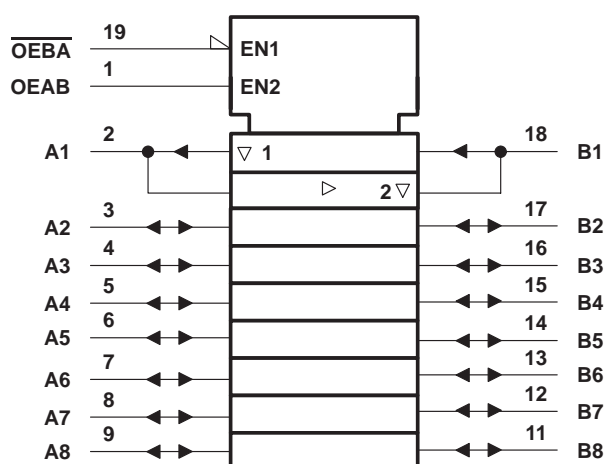 19
OEBA EN1
1
OEAB EN2
2 18
A1 1 B1
2
3 17
A2 B2
4 16
A3 B3
5 15
A4 B4
6 14
A5 B5
7 13
A6 B6
8 12
A7 B7
9 11
A8 B8